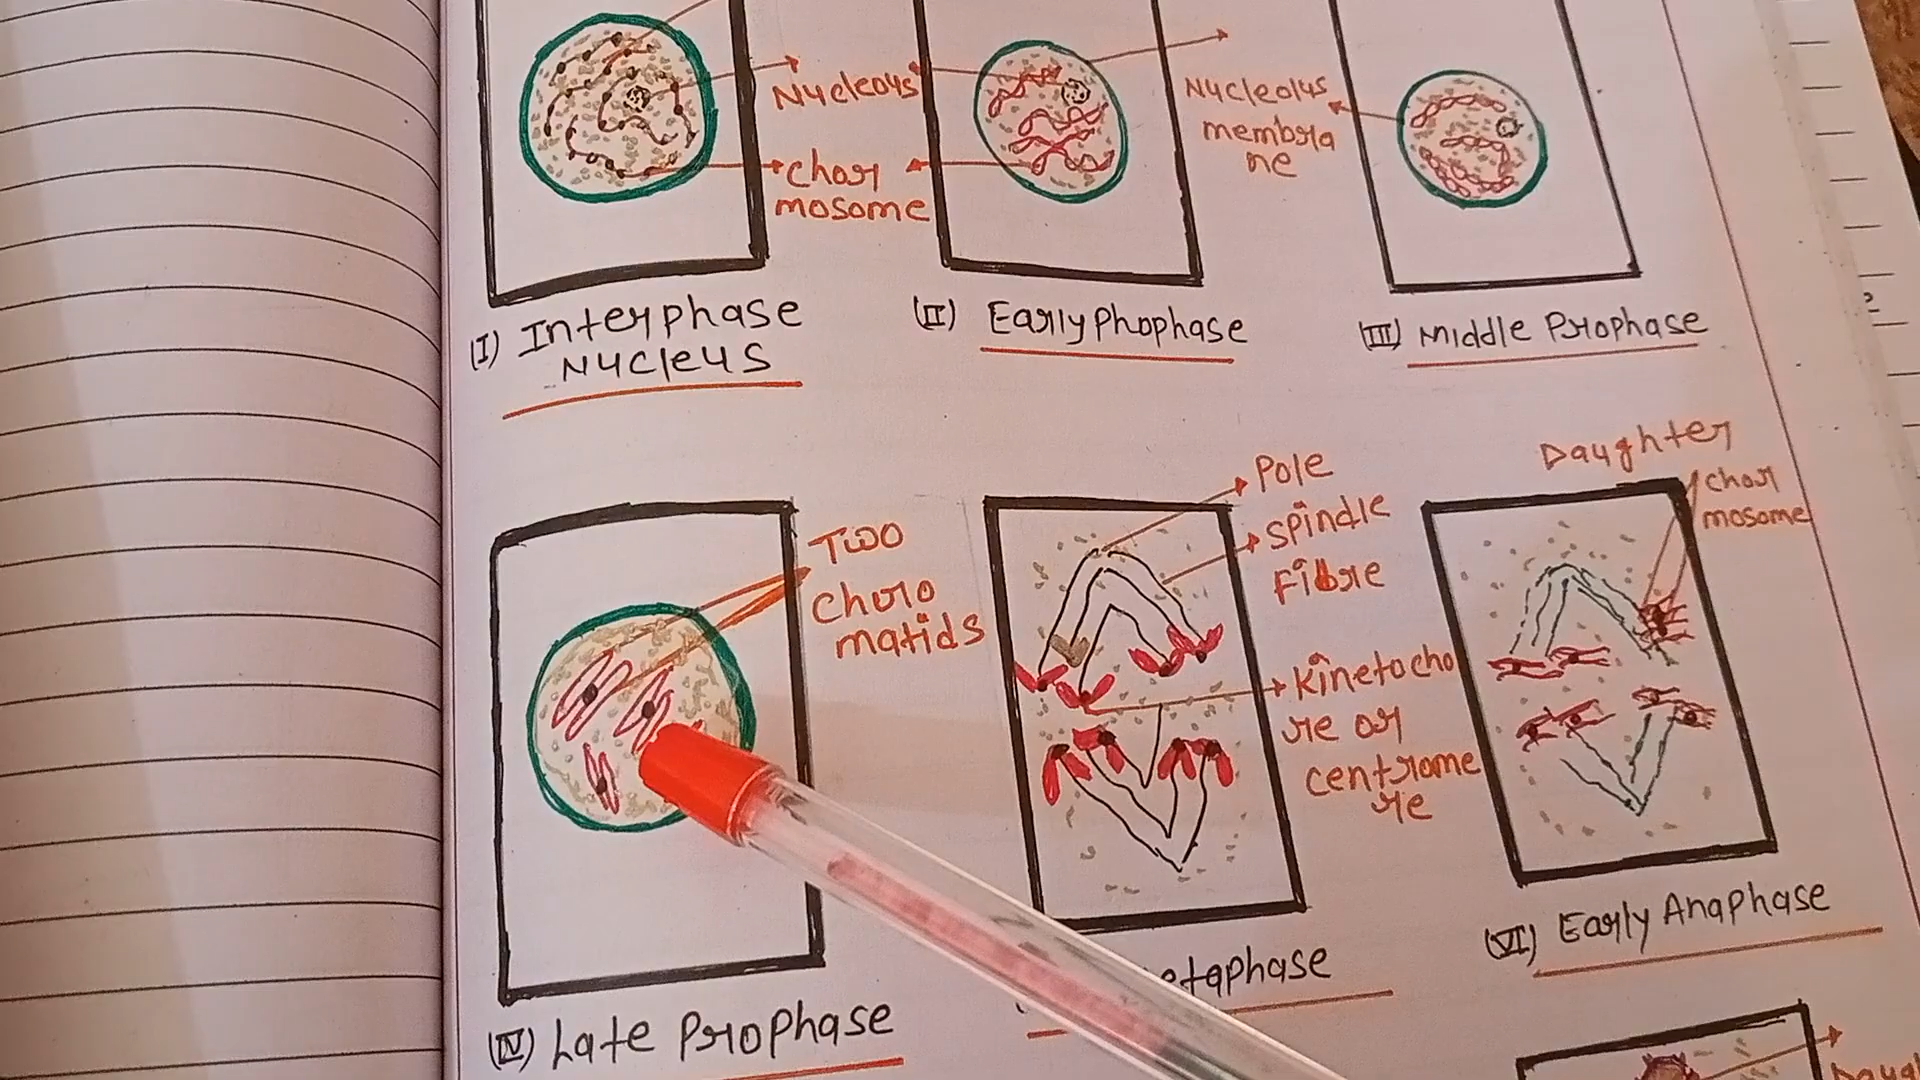 Nucleous
Chor
mosome
Nucleolus
membra
ne
(I) Interphase
Nucleus
(II) Early Phophase
(III) Middle Prophase
Two
Choro
matids
Pole
Spindle
Fibre
Kinetocho
re or
centrome
re
Daughter
Chor
mosome
(IV) Late Prophase
etaphase
(VI) Early Anaphase